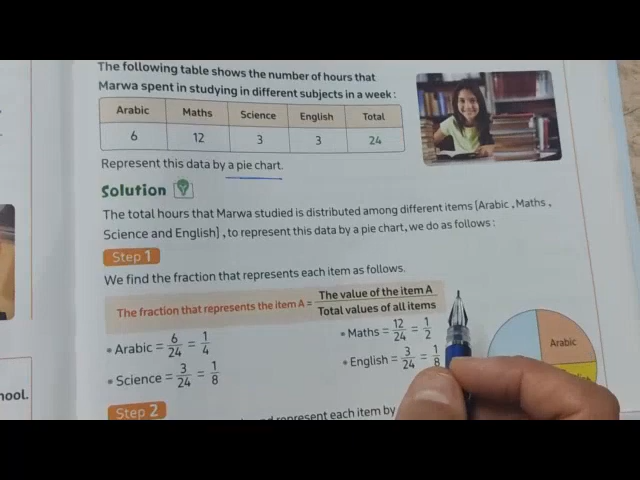 The following table shows the number of hours that
Marwa spent in studying in different subjects in a week:
Arabic Maths Science English Total
6 12 3 3 24
Represent this data by a pie chart.
Solution
The total hours that Marwa studied is distributed among different items (Arabic, Maths,
Science and English), to represent this data by a pie chart, we do as follows:
Step 1
We find the fraction that represents each item as follows.
The fraction that represents the item A = The value of the item A / Total values of all items
• Arabic = 6/24 = 1/4
• Maths = 12/24 = 1/2
• Science = 3/24 = 1/8
• English = 3/24 = 1/8
Arabic
Step 2
represent each item by
hool.